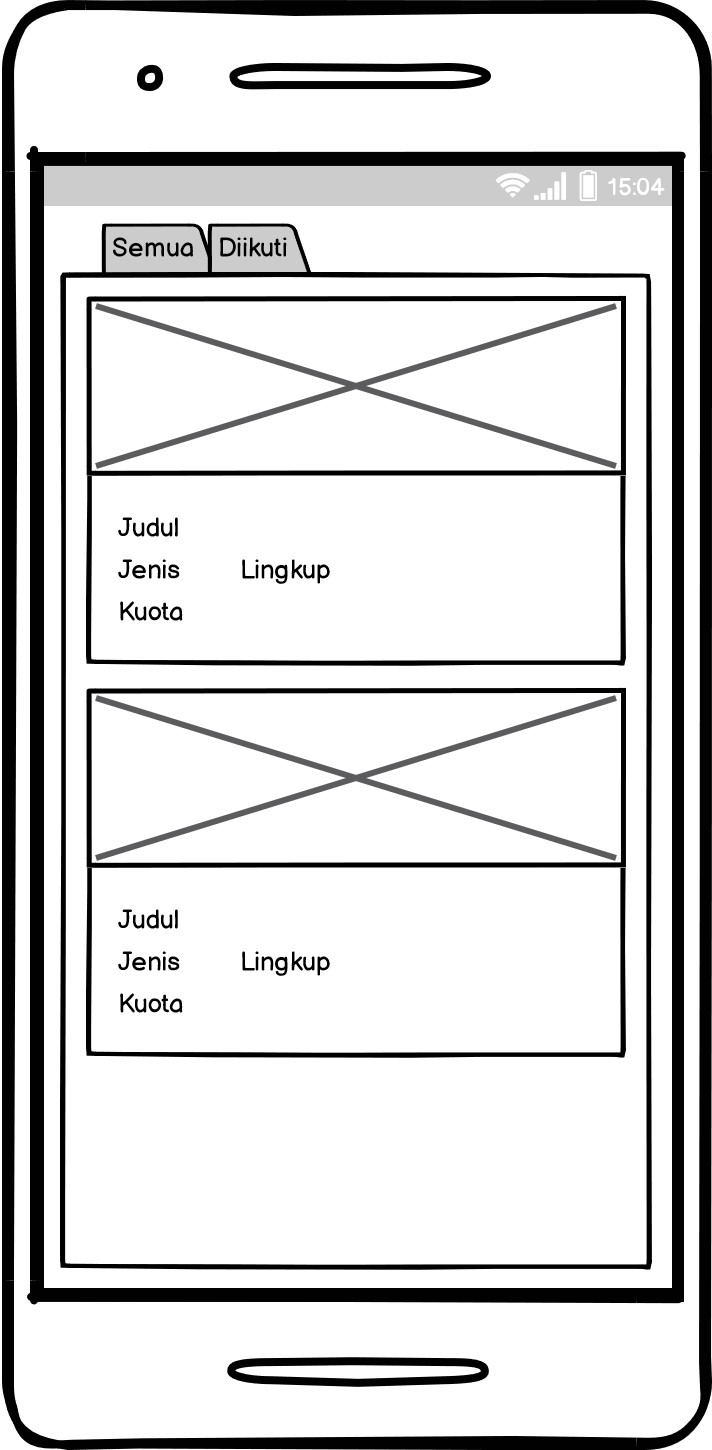 15:04
Semua Diikuti
Judul
Jenis Lingkup
Kuota
Judul
Jenis Lingkup
Kuota